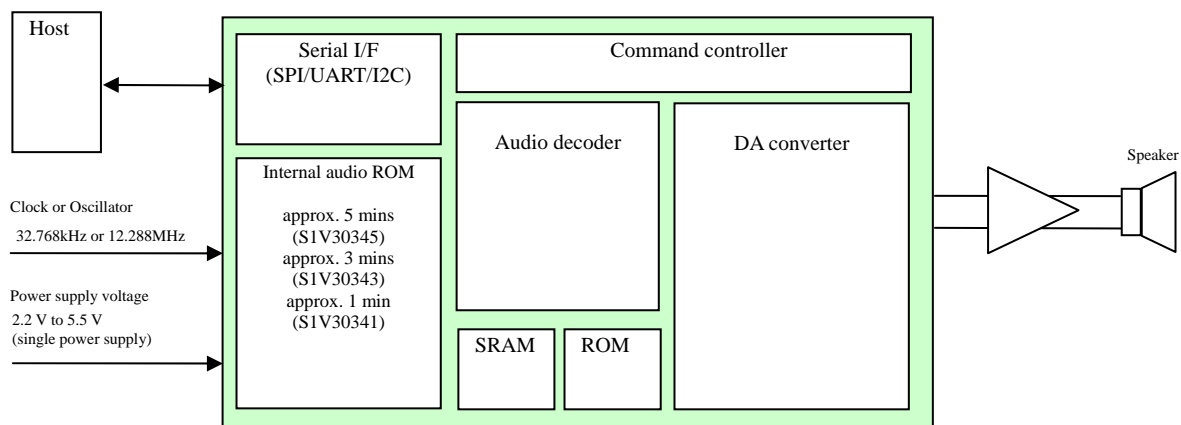 Host
Serial I/F
(SPI/UART/I2C)
Command controller
Audio decoder
DA converter
Speaker
Internal audio ROM
approx. 5 mins
(S1V30345)
approx. 3 mins
(S1V30343)
approx. 1 min
(S1V30341)
Clock or Oscillator
32.768kHz or 12.288MHz
Power supply voltage
2.2 V to 5.5 V
(single power supply)
SRAM
ROM